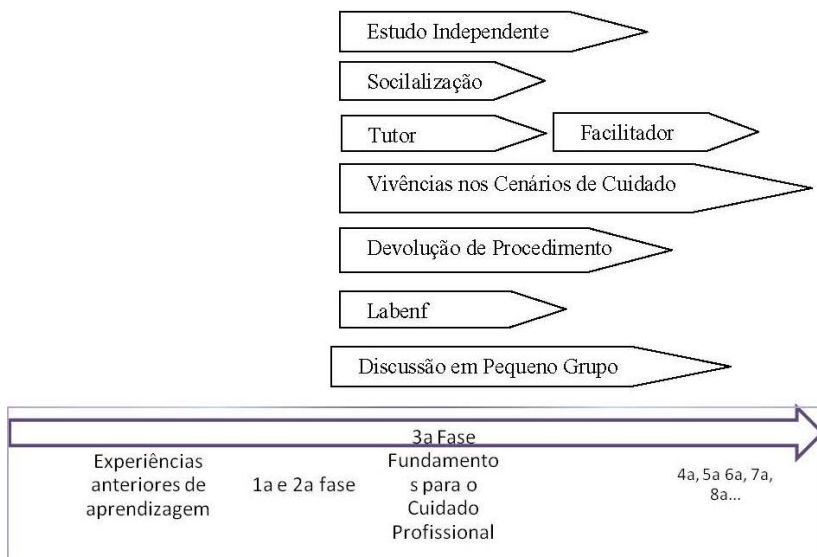 Estudo Independente
Socilalização
Tutor
Facilitador
Vivências nos Cenários de Cuidado
Devolução de Procedimento
Labenf
Discussão em Pequeno Grupo
Experiências
anteriores de
aprendizagem
1a e 2a fase
3a Fase
Fundamento
s para o
Cuidado
Profissional
4a, 5a 6a, 7a,
8a...